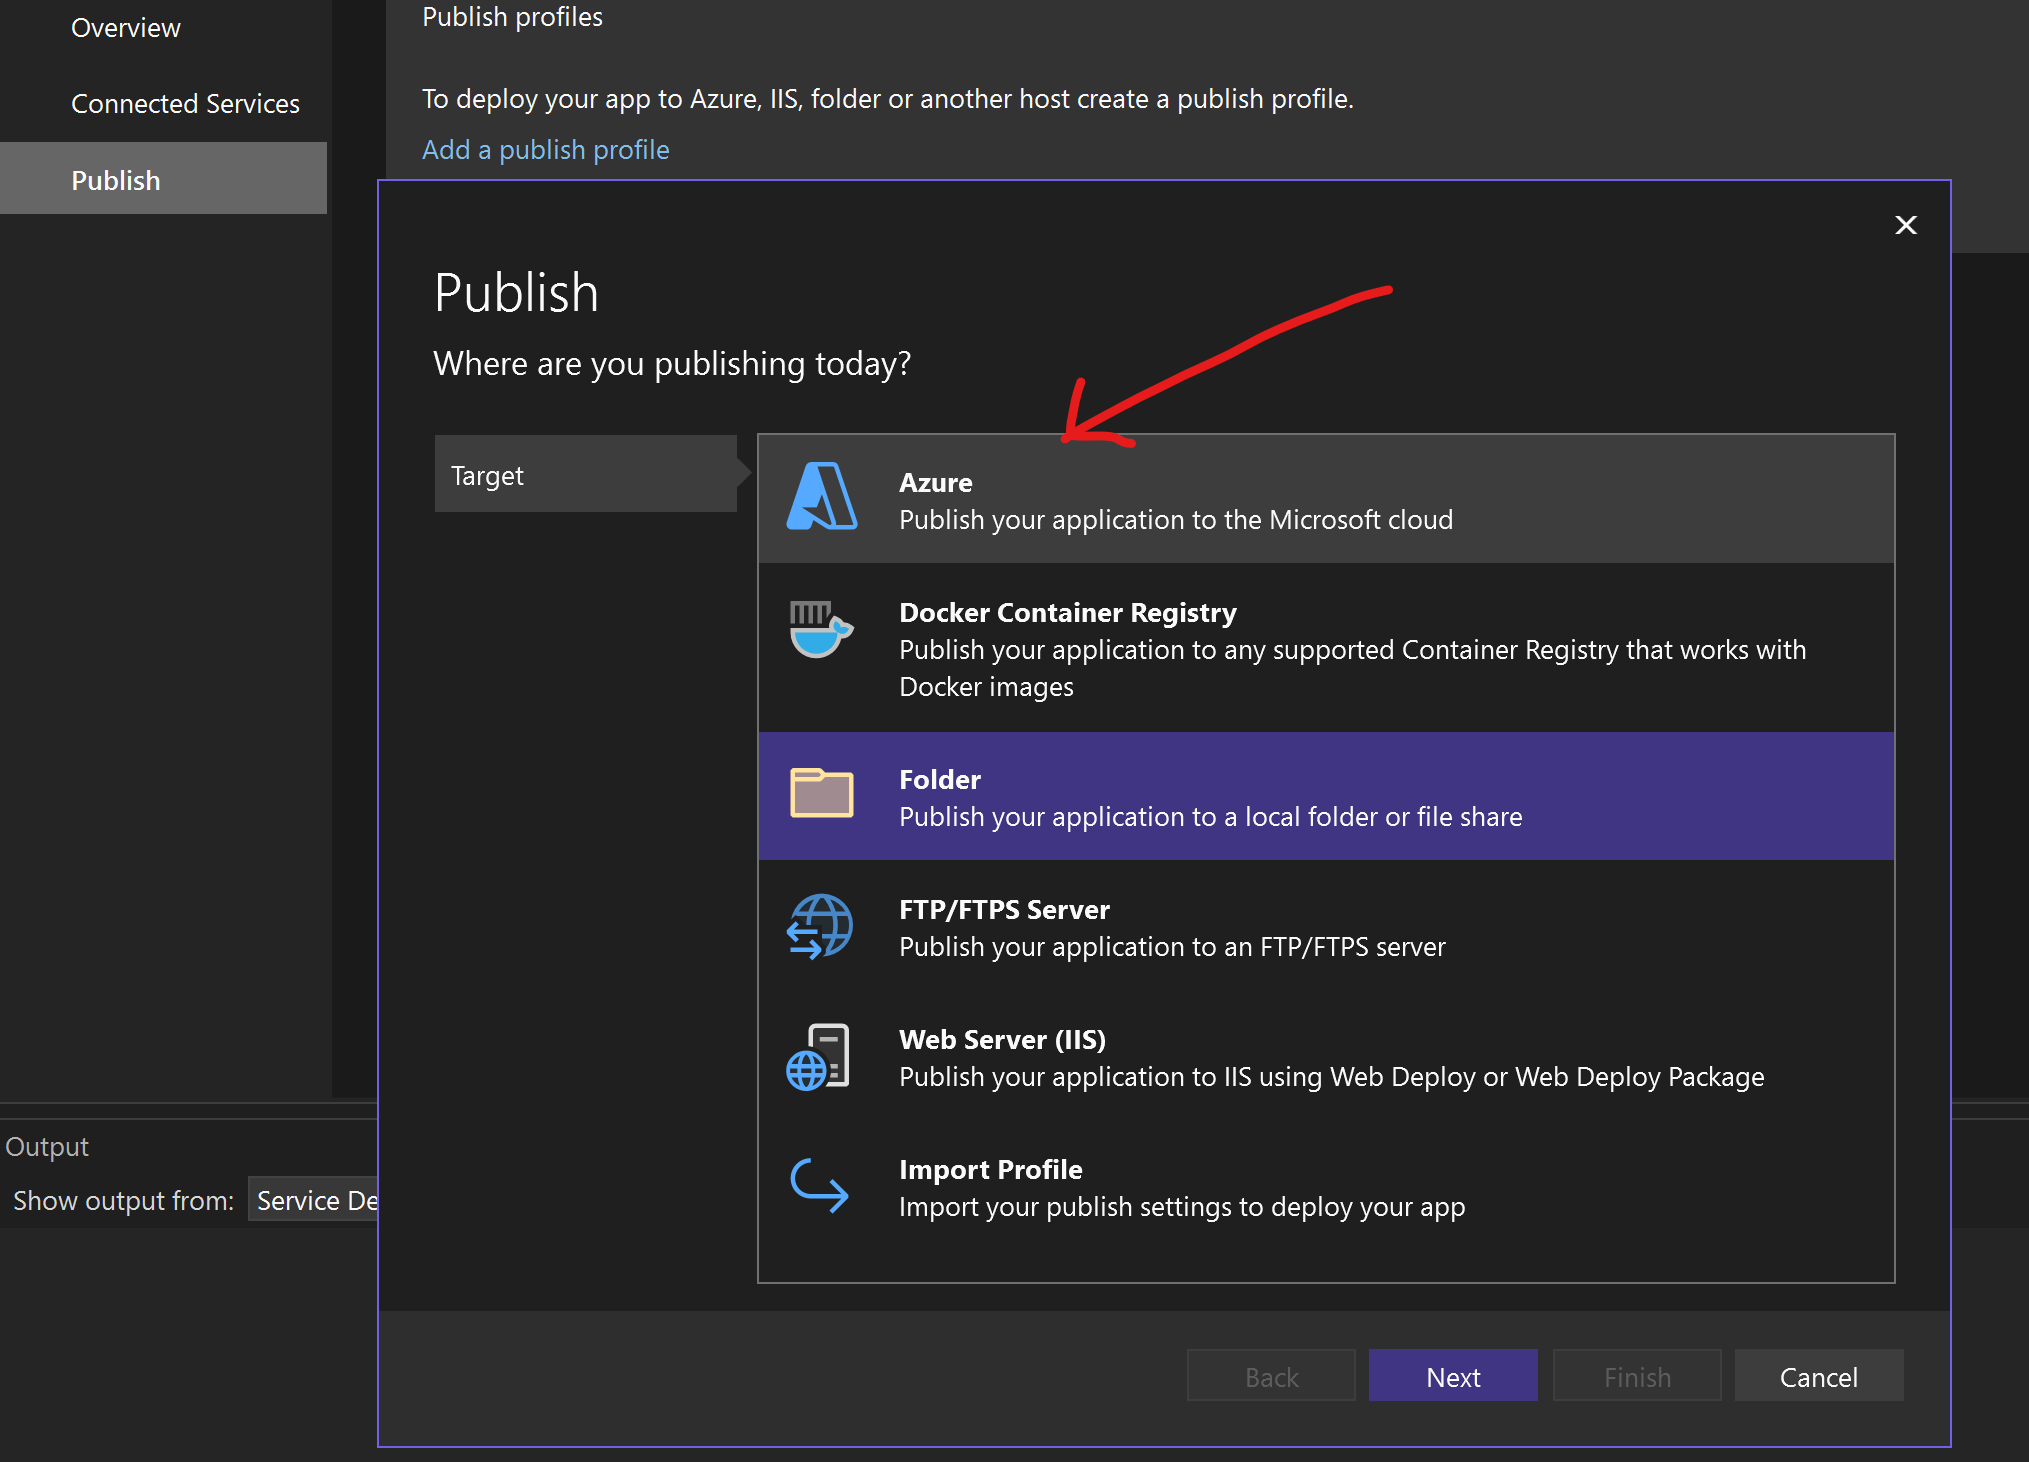 Overview
Connected Services
Publish
Publish profiles
To deploy your app to Azure, IIS, folder or another host create a publish profile.
Add a publish profile
Publish
Where are you publishing today?
Target
Azure
Publish your application to the Microsoft cloud
Docker Container Registry
Publish your application to any supported Container Registry that works with
Docker images
Folder
Publish your application to a local folder or file share
FTP/FTPS Server
Publish your application to an FTP/FTPS server
Web Server (IIS)
Publish your application to IIS using Web Deploy or Web Deploy Package
Import Profile
Import your publish settings to deploy your app
Back
Next
Finish
Cancel
Output
Show output from:
Service De